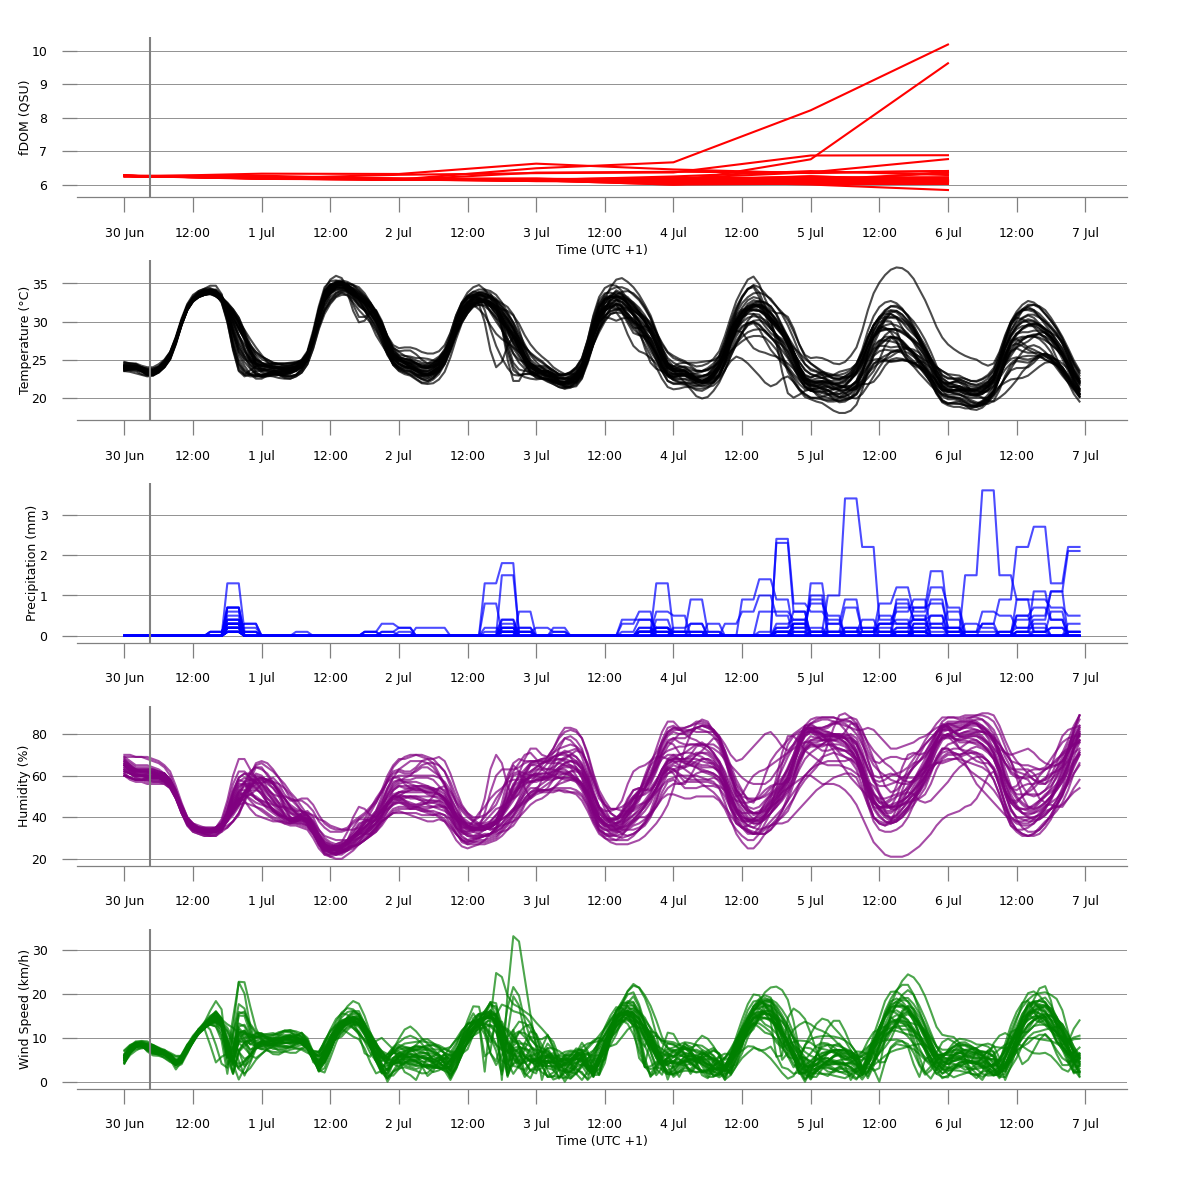 10
9
8
7
6
fDOM (QSU)
30 Jun 12:00 1 Jul 12:00 2 Jul 12:00 3 Jul 12:00 4 Jul 12:00 5 Jul 12:00 6 Jul 12:00 7 Jul
Time (UTC +1)
35
30
25
20
Temperature (°C)
30 Jun 12:00 1 Jul 12:00 2 Jul 12:00 3 Jul 12:00 4 Jul 12:00 5 Jul 12:00 6 Jul 12:00 7 Jul
3
2
1
0
Precipitation (mm)
30 Jun 12:00 1 Jul 12:00 2 Jul 12:00 3 Jul 12:00 4 Jul 12:00 5 Jul 12:00 6 Jul 12:00 7 Jul
80
60
40
20
Humidity (%)
30 Jun 12:00 1 Jul 12:00 2 Jul 12:00 3 Jul 12:00 4 Jul 12:00 5 Jul 12:00 6 Jul 12:00 7 Jul
30
20
10
0
Wind Speed (km/h)
30 Jun 12:00 1 Jul 12:00 2 Jul 12:00 3 Jul 12:00 4 Jul 12:00 5 Jul 12:00 6 Jul 12:00 7 Jul
Time (UTC +1)